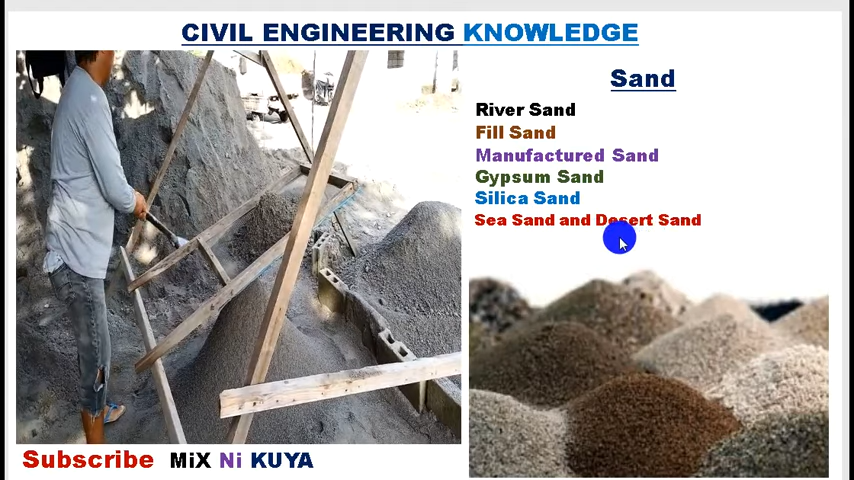 CIVIL ENGINEERING KNOWLEDGE
Sand
River Sand
Fill Sand
Manufactured Sand
Gypsum Sand
Silica Sand
Sea Sand and Desert Sand
Subscribe MiX Ni KUYA